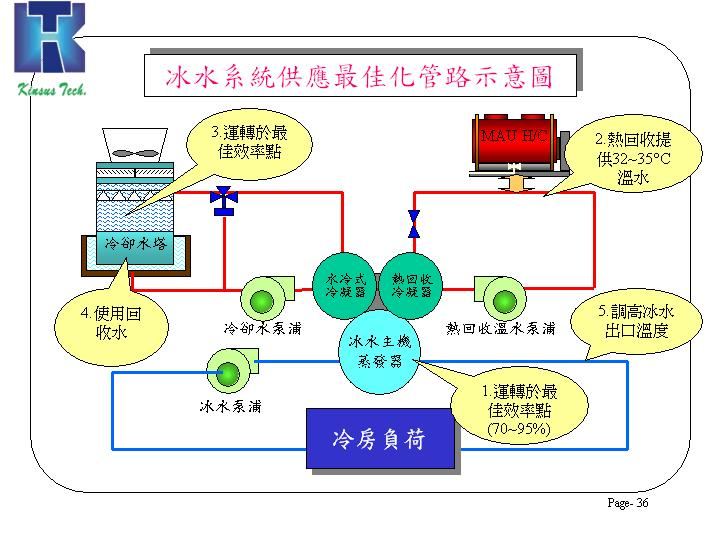 TK
Kinsus Tech.
冰水系統供應最佳化管路示意圖
3.運轉於最
佳效率點
MAU H/C
2.熱回收提
供32~35°C
溫水
冷卻水塔
水冷式
冷凝器
熱回收
冷凝器
4.使用回
收水
冷卻水泵浦
熱回收溫水泵浦
5.調高冰水
出口溫度
冰水主機
蒸發器
冰水泵浦
1.運轉於最
佳效率點
(70~95%)
冷房負荷
Page- 36